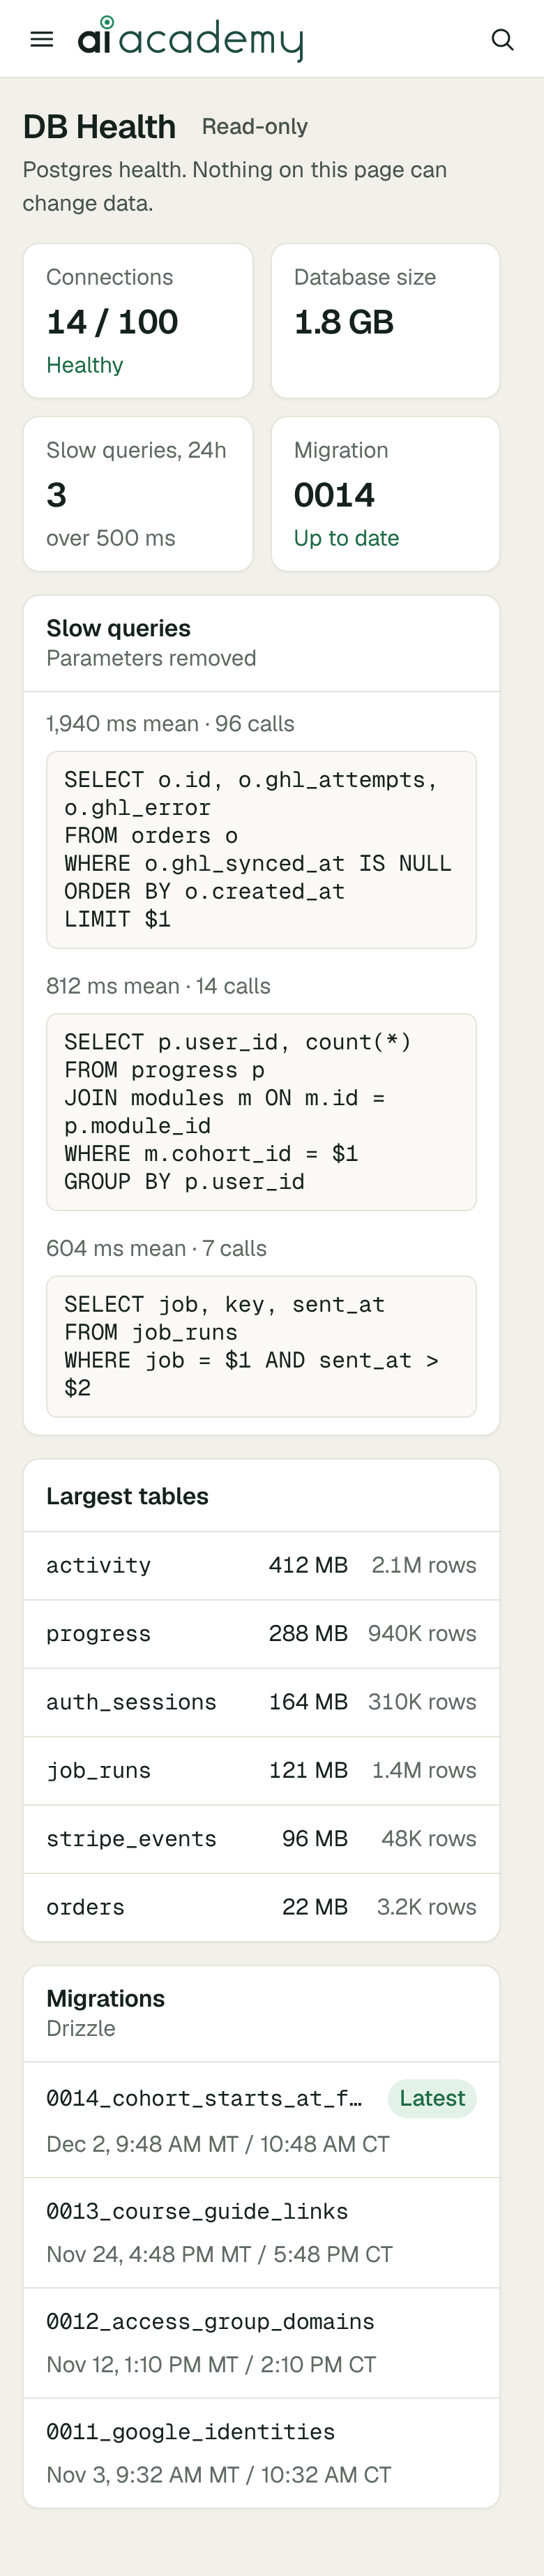 ai academy
DB Health Read-only
Postgres health. Nothing on this page can
change data.
Connections
14 / 100
Healthy
Database size
1.8 GB
Slow queries, 24h
3
over 500 ms
Migration
0014
Up to date
Slow queries
Parameters removed
1,940 ms mean · 96 calls
SELECT o.id, o.ghl_attempts,
o.ghl_error
FROM orders o
WHERE o.ghl_synced_at IS NULL
ORDER BY o.created_at
LIMIT $1
812 ms mean · 14 calls
SELECT p.user_id, count(*)
FROM progress p
JOIN modules m ON m.id =
p.module_id
WHERE m.cohort_id = $1
GROUP BY p.user_id
604 ms mean · 7 calls
SELECT job, key, sent_at
FROM job_runs
WHERE job = $1 AND sent_at >
$2
Largest tables
activity 412 MB 2.1M rows
progress 288 MB 940K rows
auth_sessions 164 MB 310K rows
job_runs 121 MB 1.4M rows
stripe_events 96 MB 48K rows
orders 22 MB 3.2K rows
Migrations
Drizzle
0014_cohort_starts_at_f… Latest
Dec 2, 9:48 AM MT / 10:48 AM CT
0013_course_guide_links
Nov 24, 4:48 PM MT / 5:48 PM CT
0012_access_group_domains
Nov 12, 1:10 PM MT / 2:10 PM CT
0011_google_identities
Nov 3, 9:32 AM MT / 10:32 AM CT